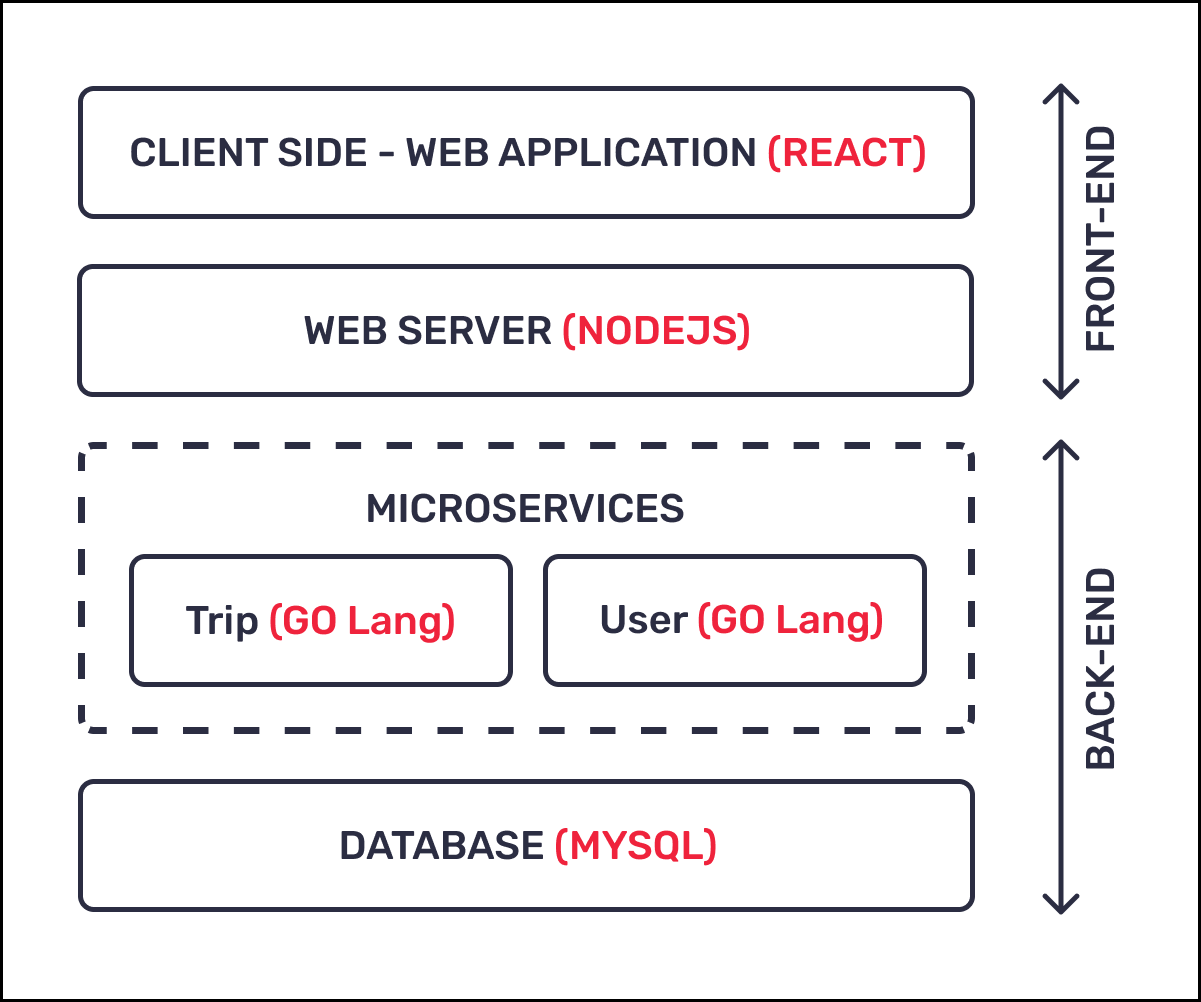 CLIENT SIDE - WEB APPLICATION (REACT)
WEB SERVER (NODEJS)
FRONT-END
MICROSERVICES
Trip (GO Lang)
User (GO Lang)
DATABASE (MYSQL)
BACK-END